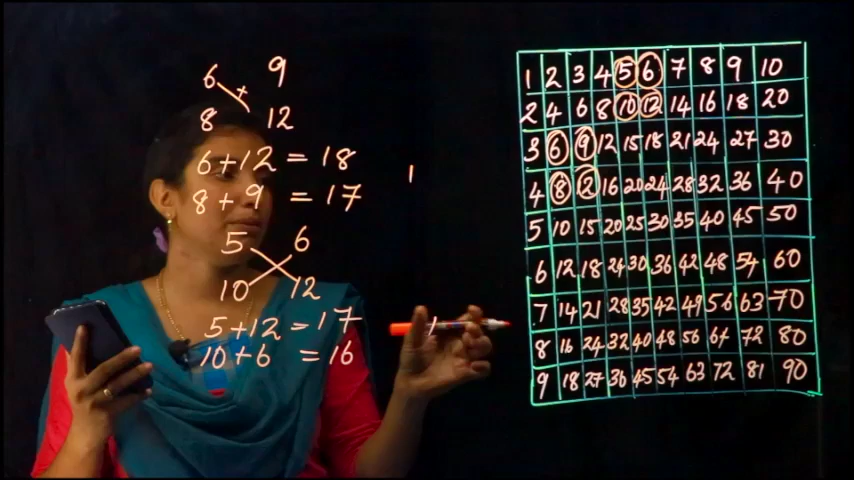 6 + 9
8 12
6 + 12 = 18
8 + 9 = 17
5 6
10 12
5 + 12 = 17
10 + 6 = 16
1
1 2 3 4 5 6 7 8 9 10
2 4 6 8 10 12 14 16 18 20
3 6 9 12 15 18 21 24 27 30
4 8 12 16 20 24 28 32 36 40
5 10 15 20 25 30 35 40 45 50
6 12 18 24 30 36 42 48 54 60
7 14 21 28 35 42 49 56 63 70
8 16 24 32 40 48 56 64 72 80
9 18 27 36 45 54 63 72 81 90